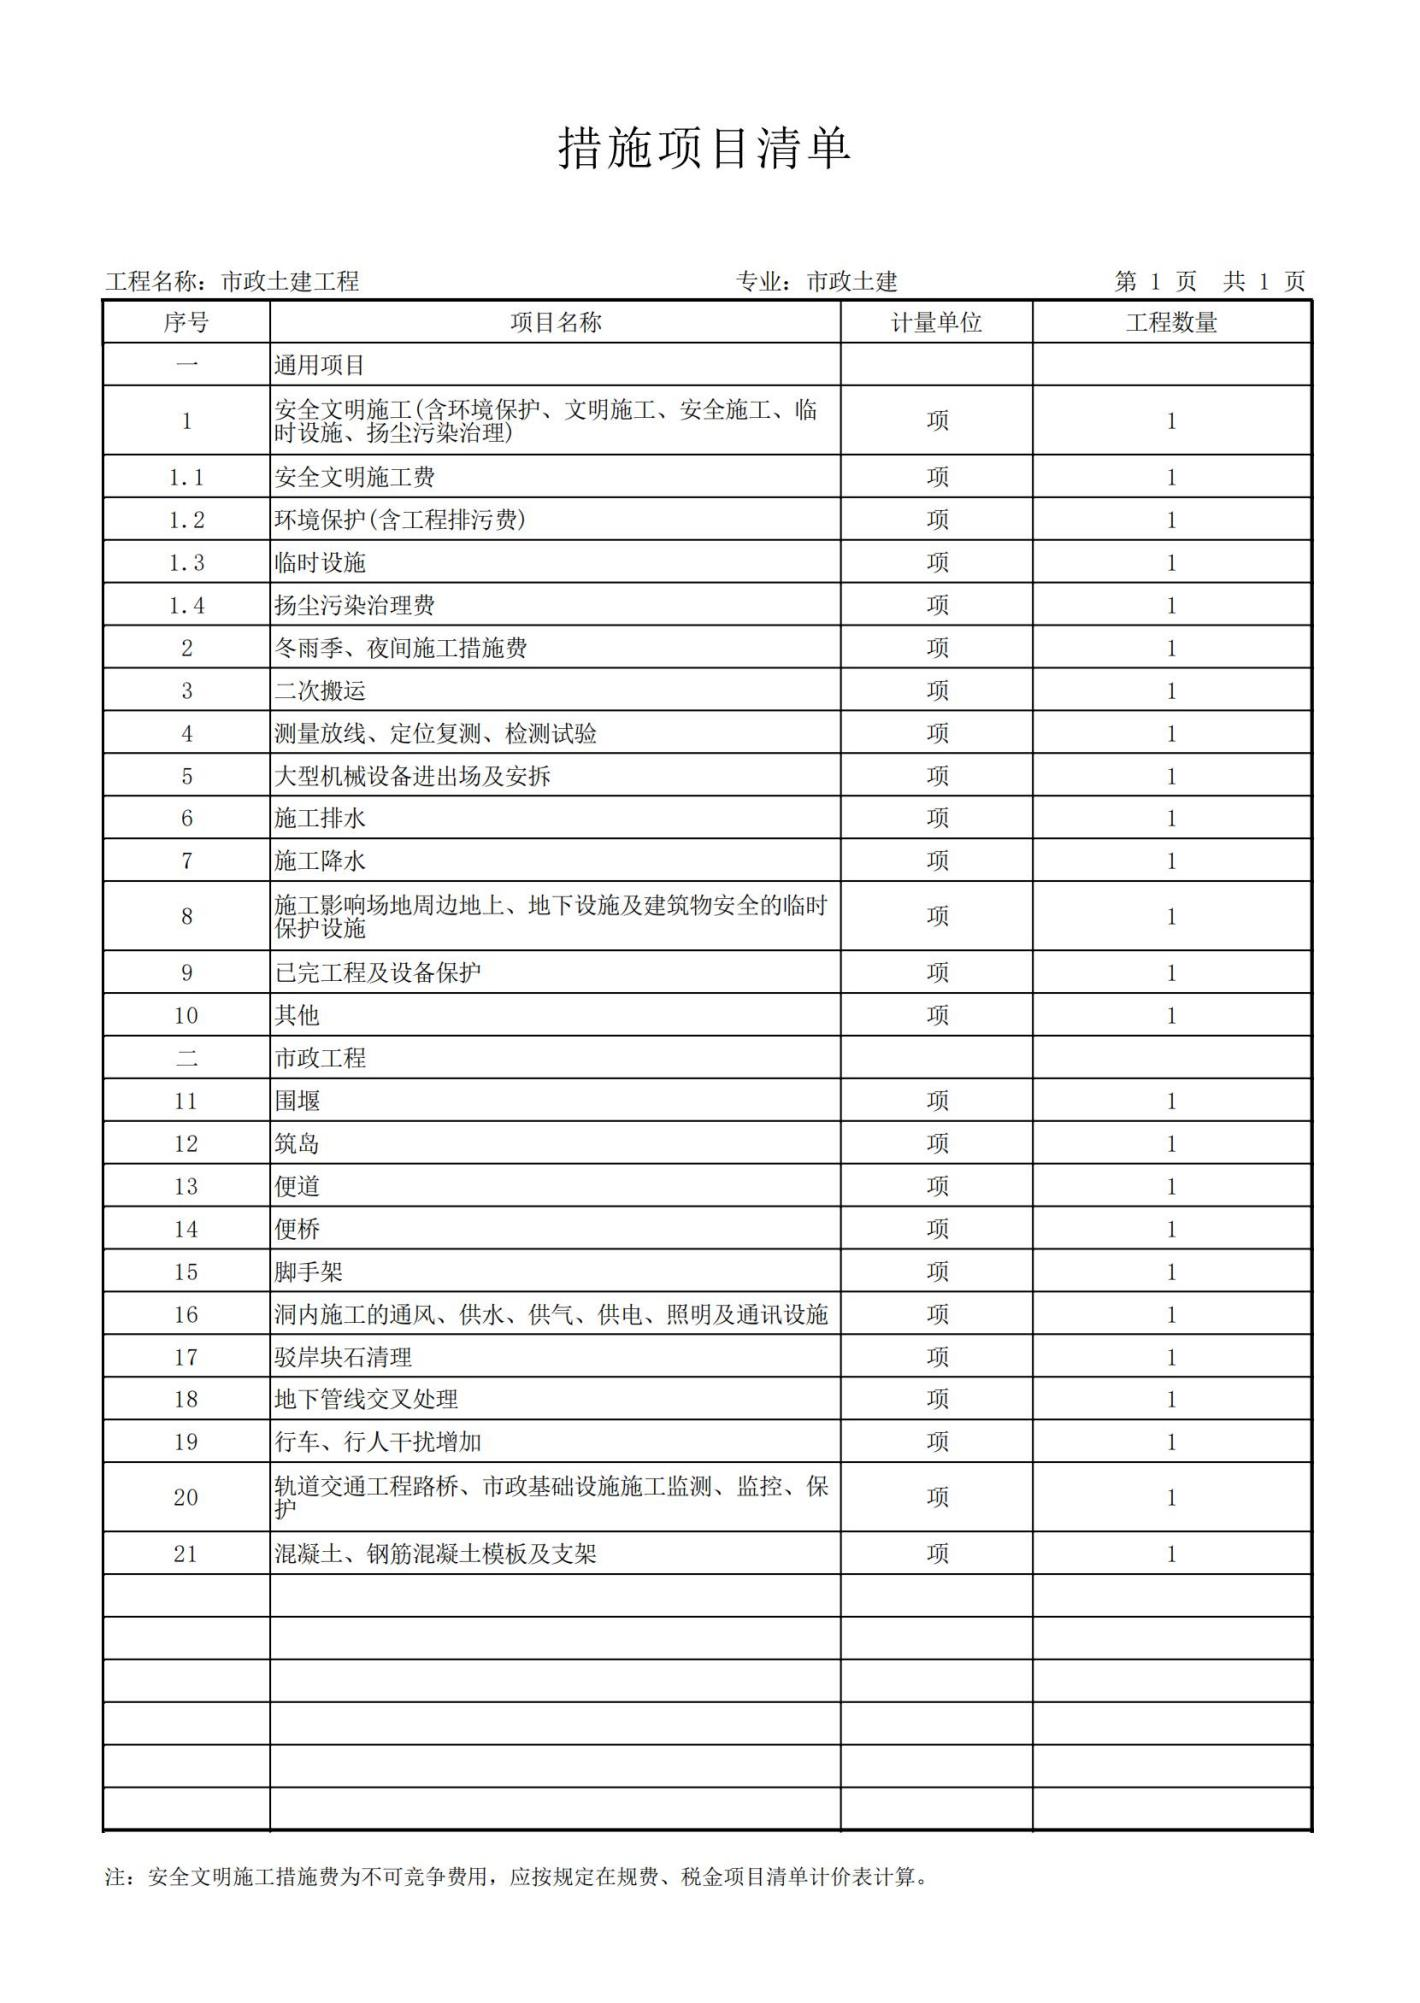 措施项目清单
工程名称：市政土建工程 专业：市政土建 第 1 页 共 1 页
序号 项目名称 计量单位 工程数量
一 通用项目
1 安全文明施工(含环境保护、文明施工、安全施工、临
时设施、扬尘污染治理) 项 1
1.1 安全文明施工费 项 1
1.2 环境保护(含工程排污费) 项 1
1.3 临时设施 项 1
1.4 扬尘污染治理费 项 1
2 冬雨季、夜间施工措施费 项 1
3 二次搬运 项 1
4 测量放线、定位复测、检测试验 项 1
5 大型机械设备进出场及安拆 项 1
6 施工排水 项 1
7 施工降水 项 1
8 施工影响场地周边地上、地下设施及建筑物安全的临时
保护设施 项 1
9 已完工程及设备保护 项 1
10 其他 项 1
二 市政工程
11 围堰 项 1
12 筑岛 项 1
13 便道 项 1
14 便桥 项 1
15 脚手架 项 1
16 洞内施工的通风、供水、供气、供电、照明及通讯设施 项 1
17 驳岸块石清理 项 1
18 地下管线交叉处理 项 1
19 行车、行人干扰增加 项 1
20 轨道交通工程路桥、市政基础设施施工监测、监控、保
护 项 1
21 混凝土、钢筋混凝土模板及支架 项 1
注：安全文明施工措施费为不可竞争费用，应按规定在规费、税金项目清单计价表计算。